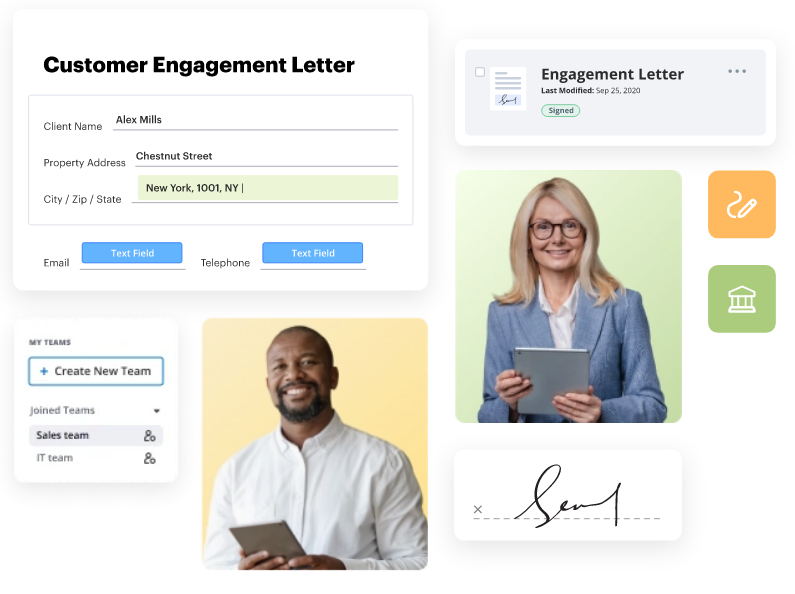 Customer Engagement Letter
Client Name Alex Mills
Property Address Chestnut Street
City / Zip / State New York, 1001, NY |
Email Text Field Telephone Text Field
Engagement Letter
Last Modified: Sep 25, 2020
Signed
MY TEAMS
+ Create New Team
Joined Teams
Sales team
IT team
×